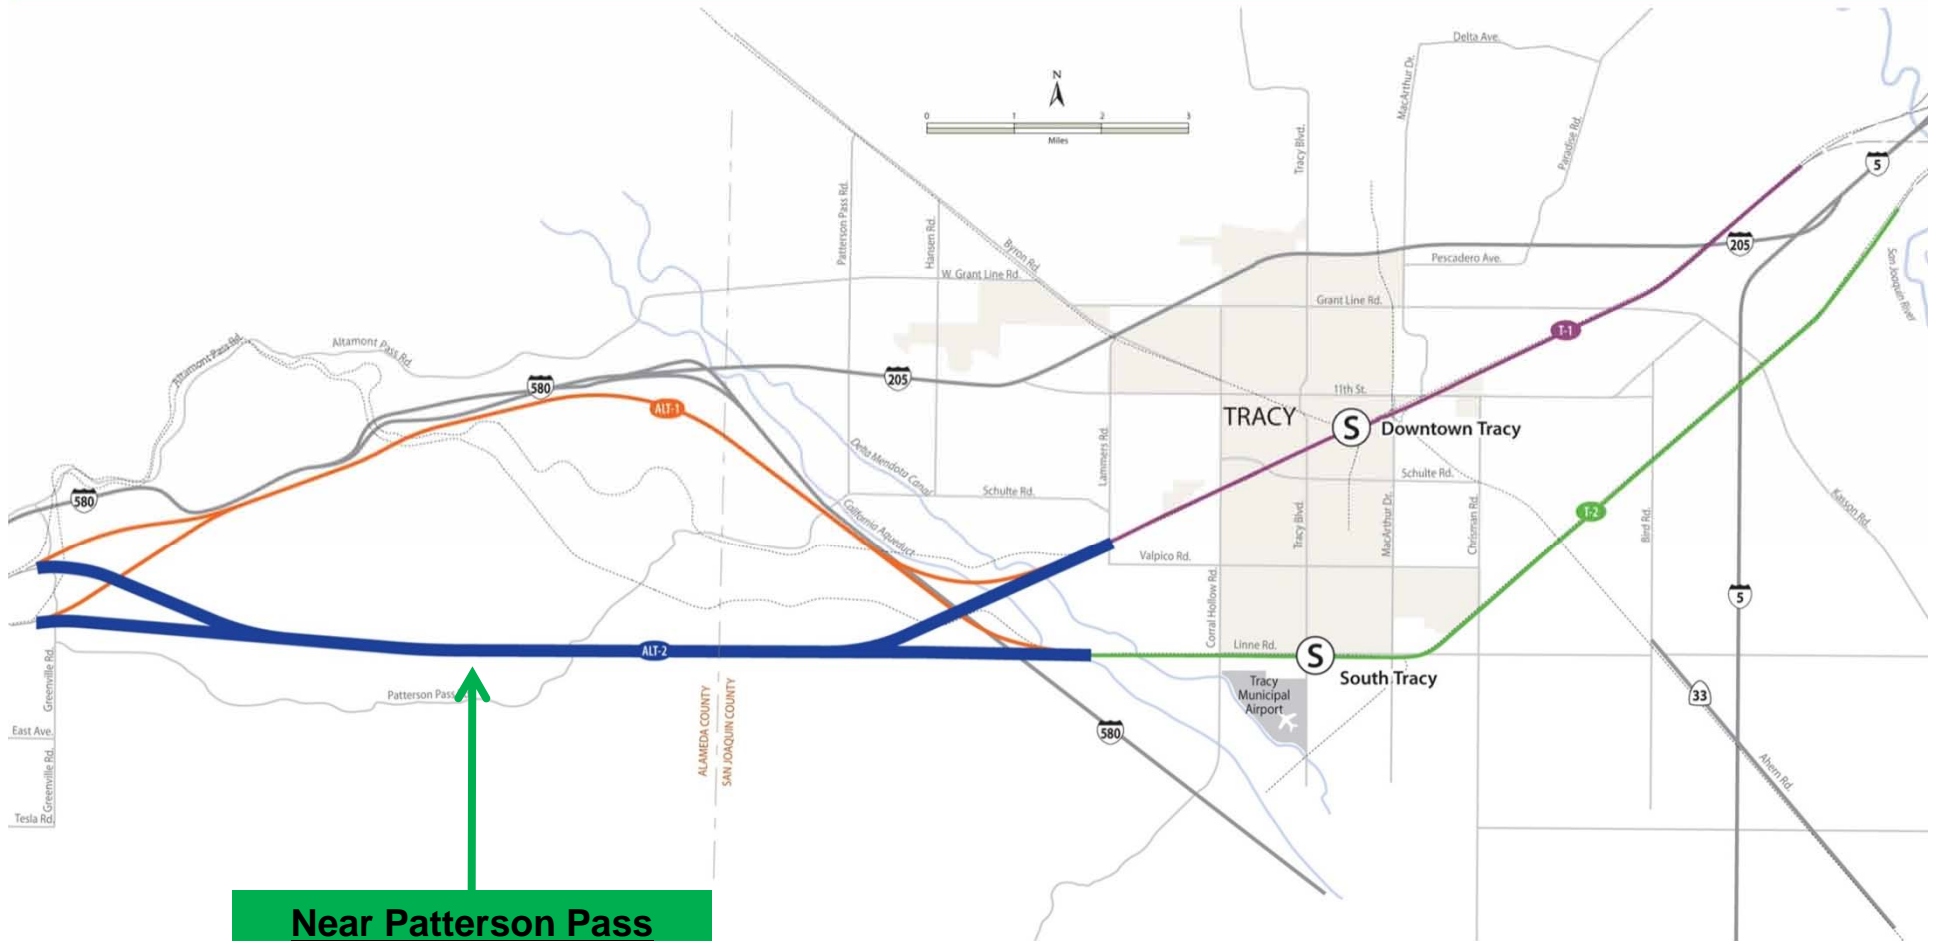 Delta Ave.
N
0 1 2 3
Miles
MacArthur Dr.
Tracy Blvd.
Paradise Rd.
5
Patterson Pass Rd.
Hansen Rd.
Byron Rd.
205
W. Grant Line Rd.
Pescadero Ave.
San Joaquin River
Grant Line Rd.
T-1
Altamont Pass Rd.
Altamont Pass Rd.
580
205
11th St.
ALT-1
TRACY
S
Downtown Tracy
Lammers Rd.
Delta Mendota Canal
Schulte Rd.
Schulte Rd.
580
California Aqueduct
T-2
Kasson Rd.
Tracy Blvd.
MacArthur Dr.
Chrisman Rd.
Bird Rd.
Valpico Rd.
Corral Hollow Rd.
5
Linne Rd.
S
South Tracy
ALT-2
Greenville Rd.
Patterson Pass
Tracy
Municipal
Airport
33
East Ave.
ALAMEDA COUNTY
SAN JOAQUIN COUNTY
580
Greenville Rd.
Ahern Rd.
Tesla Rd.
Near Patterson Pass